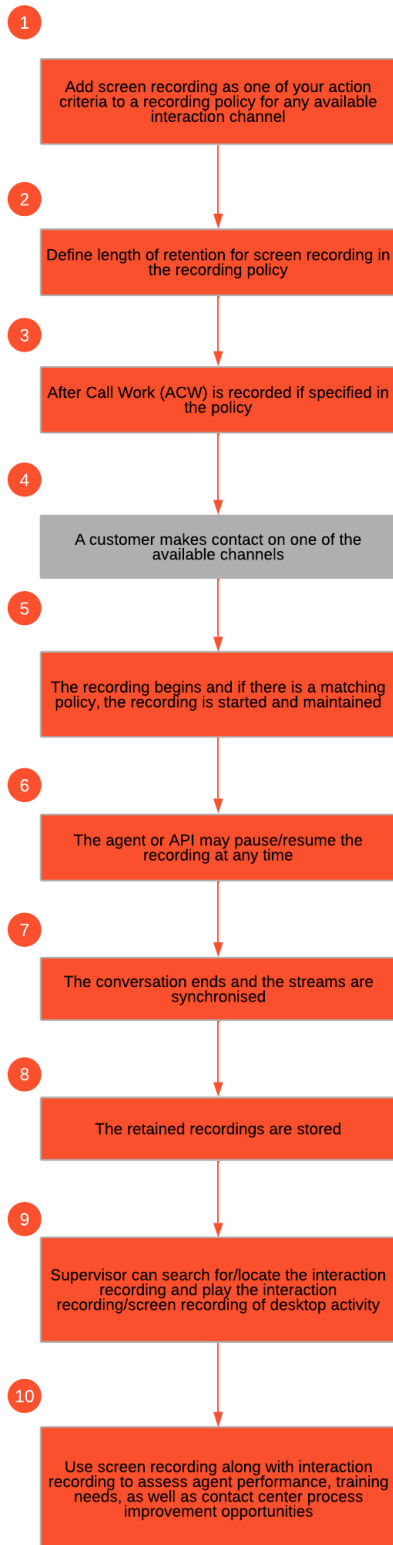 1
Add screen recording as one of your action
criteria to a recording policy for any available
interaction channel
2
Define length of retention for screen recording in
the recording policy
3
After Call Work (ACW) is recorded if specified in
the policy
4
A customer makes contact on one of the
available channels
5
The recording begins and if there is a matching
policy, the recording is started and maintained
6
The agent or API may pause/resume the
recording at any time
7
The conversation ends and the streams are
synchronised
8
The retained recordings are stored
9
Supervisor can search for/locate the interaction
recording and play the interaction
recording/screen recording of desktop activity
10
Use screen recording along with interaction
recording to assess agent performance, training
needs, as well as contact center process
improvement opportunities